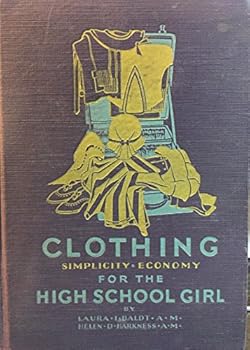 CLOTHING
SIMPLICITY · ECONOMY
FOR THE
HIGH SCHOOL GIRL
BY
LAURA · I · BALDT · A · M ·
HELEN · D · HARKNESS · A · M ·